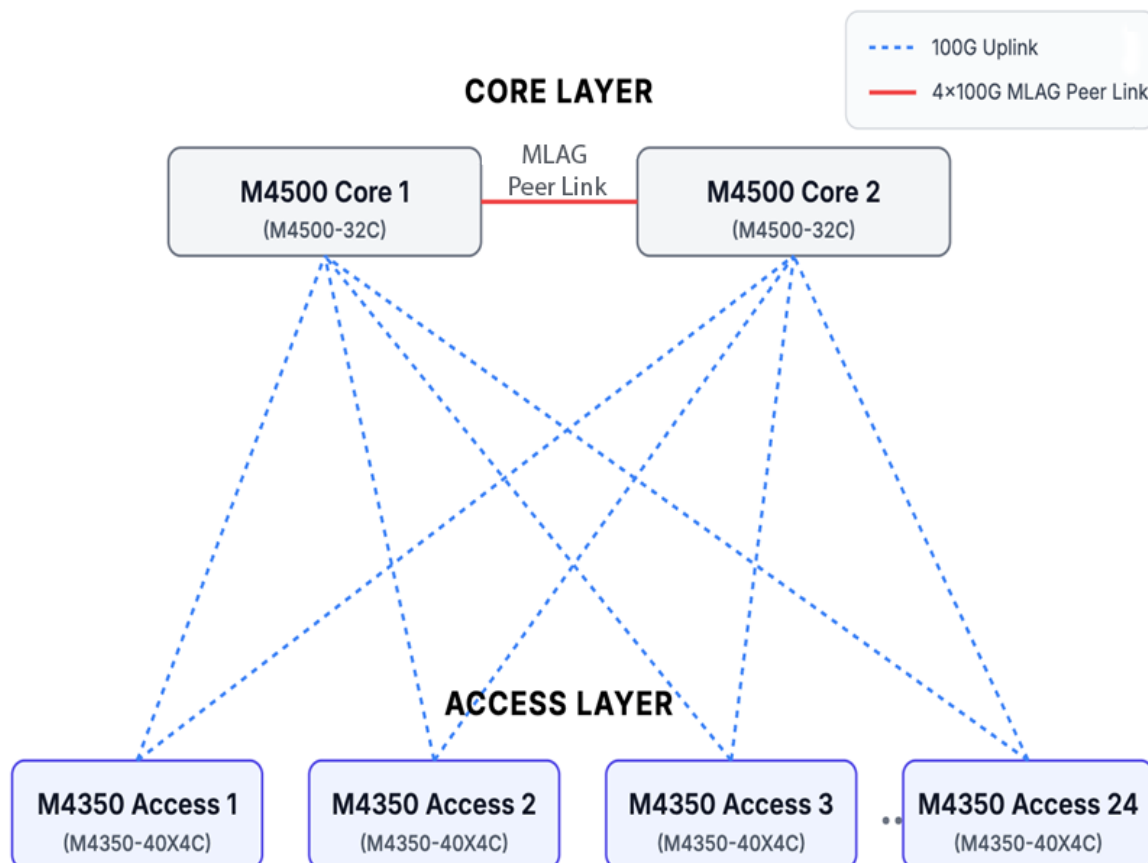 100G Uplink
4×100G MLAG Peer Link
CORE LAYER
MLAG
Peer Link
M4500 Core 1
(M4500-32C)
M4500 Core 2
(M4500-32C)
ACCESS LAYER
M4350 Access 1
(M4350-40X4C)
M4350 Access 2
(M4350-40X4C)
M4350 Access 3
(M4350-40X4C)
M4350 Access 24
(M4350-40X4C)